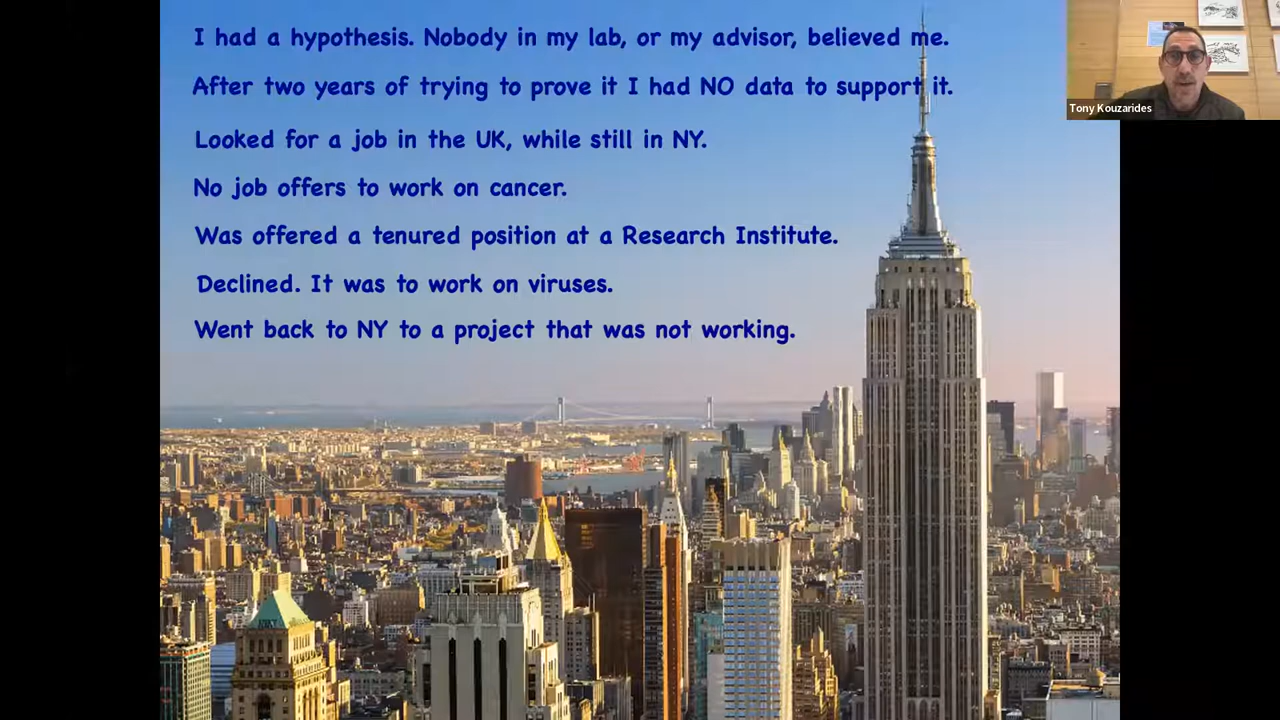 I had a hypothesis. Nobody in my lab, or my advisor, believed me.
After two years of trying to prove it I had NO data to support it.
Looked for a job in the UK, while still in NY.
No job offers to work on cancer.
Was offered a tenured position at a Research Institute.
Declined. It was to work on viruses.
Went back to NY to a project that was not working.
Tony Kouzarides